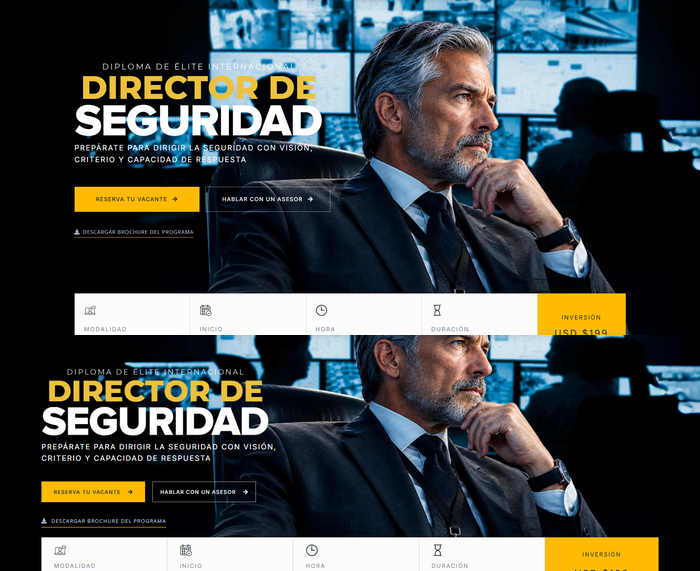 DIPLOMA DE ÉLITE INTERNACIONAL
DIRECTOR DE
SEGURIDAD
PREPÁRATE PARA DIRIGIR LA SEGURIDAD CON VISIÓN,
CRITERIO Y CAPACIDAD DE RESPUESTA
RESERVA TU VACANTE
HABLAR CON UN ASESOR
DESCARGAR BROCHURE DEL PROGRAMA
MODALIDAD
INICIO
HORA
DURACIÓN
INVERSIÓN
USD $199
DIPLOMA DE ÉLITE INTERNACIONAL
DIRECTOR DE
SEGURIDAD
PREPÁRATE PARA DIRIGIR LA SEGURIDAD CON VISIÓN,
CRITERIO Y CAPACIDAD DE RESPUESTA
RESERVA TU VACANTE
HABLAR CON UN ASESOR
DESCARGAR BROCHURE DEL PROGRAMA
MODALIDAD
INICIO
HORA
DURACIÓN
INVERSIÓN